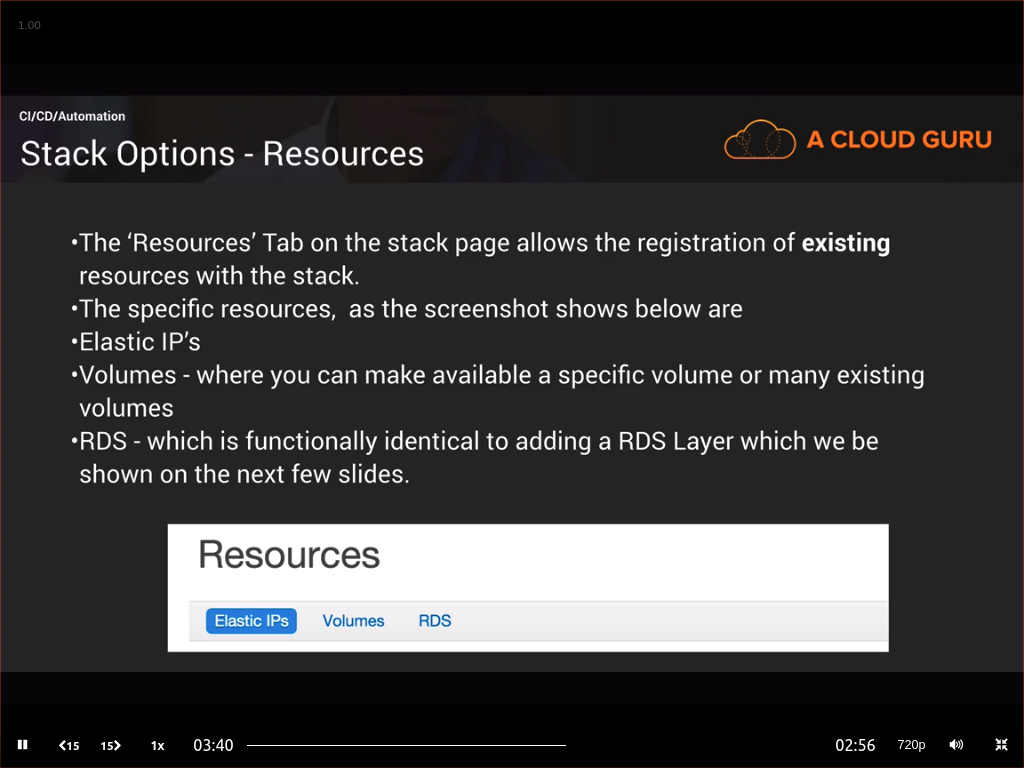 1.00
CI/CD/Automation
Stack Options - Resources
A CLOUD GURU
•The ‘Resources’ Tab on the stack page allows the registration of existing
resources with the stack.
•The specific resources,  as the screenshot shows below are
•Elastic IP’s
•Volumes - where you can make available a specific volume or many existing
volumes
•RDS - which is functionally identical to adding a RDS Layer which we be
shown on the next few slides.
Resources
Elastic IPs Volumes RDS
15 15 1x 03:40 02:56 720p